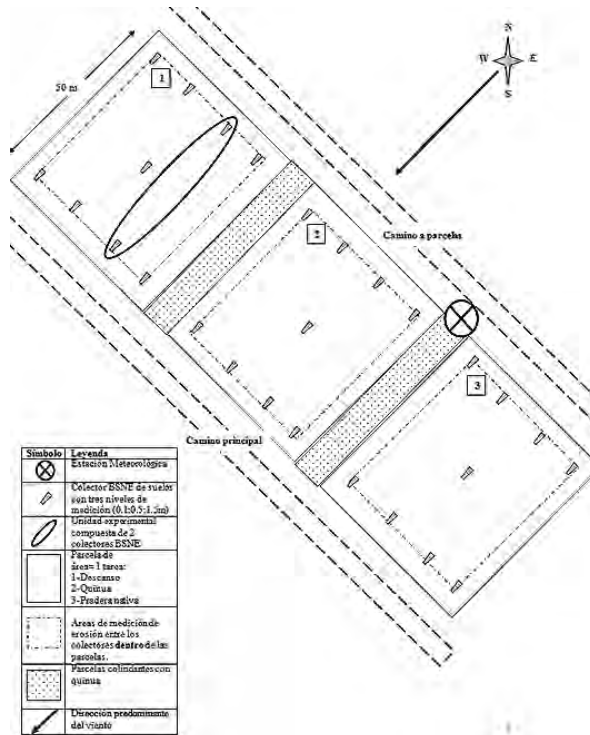 N
W E
S
50 m
1
2
3
Camino a parcelas
Camino principal
Símbolo Leyenda
Estación Meteorológica
Colector BSNE de suelos
con tres niveles de
medición (0.1;0.5;1.5m)
Unidad experimental
compuesta de 2
colectores BSNE
Parcela de
área= 1 tarea:
1-Descanso
2-Quinua
3-Pradera nativa
Areas de medición de
erosión entre los
colectores dentro de las
parcelas.
Parcelas colindantes con
quinua
Dirección predominante
del viento